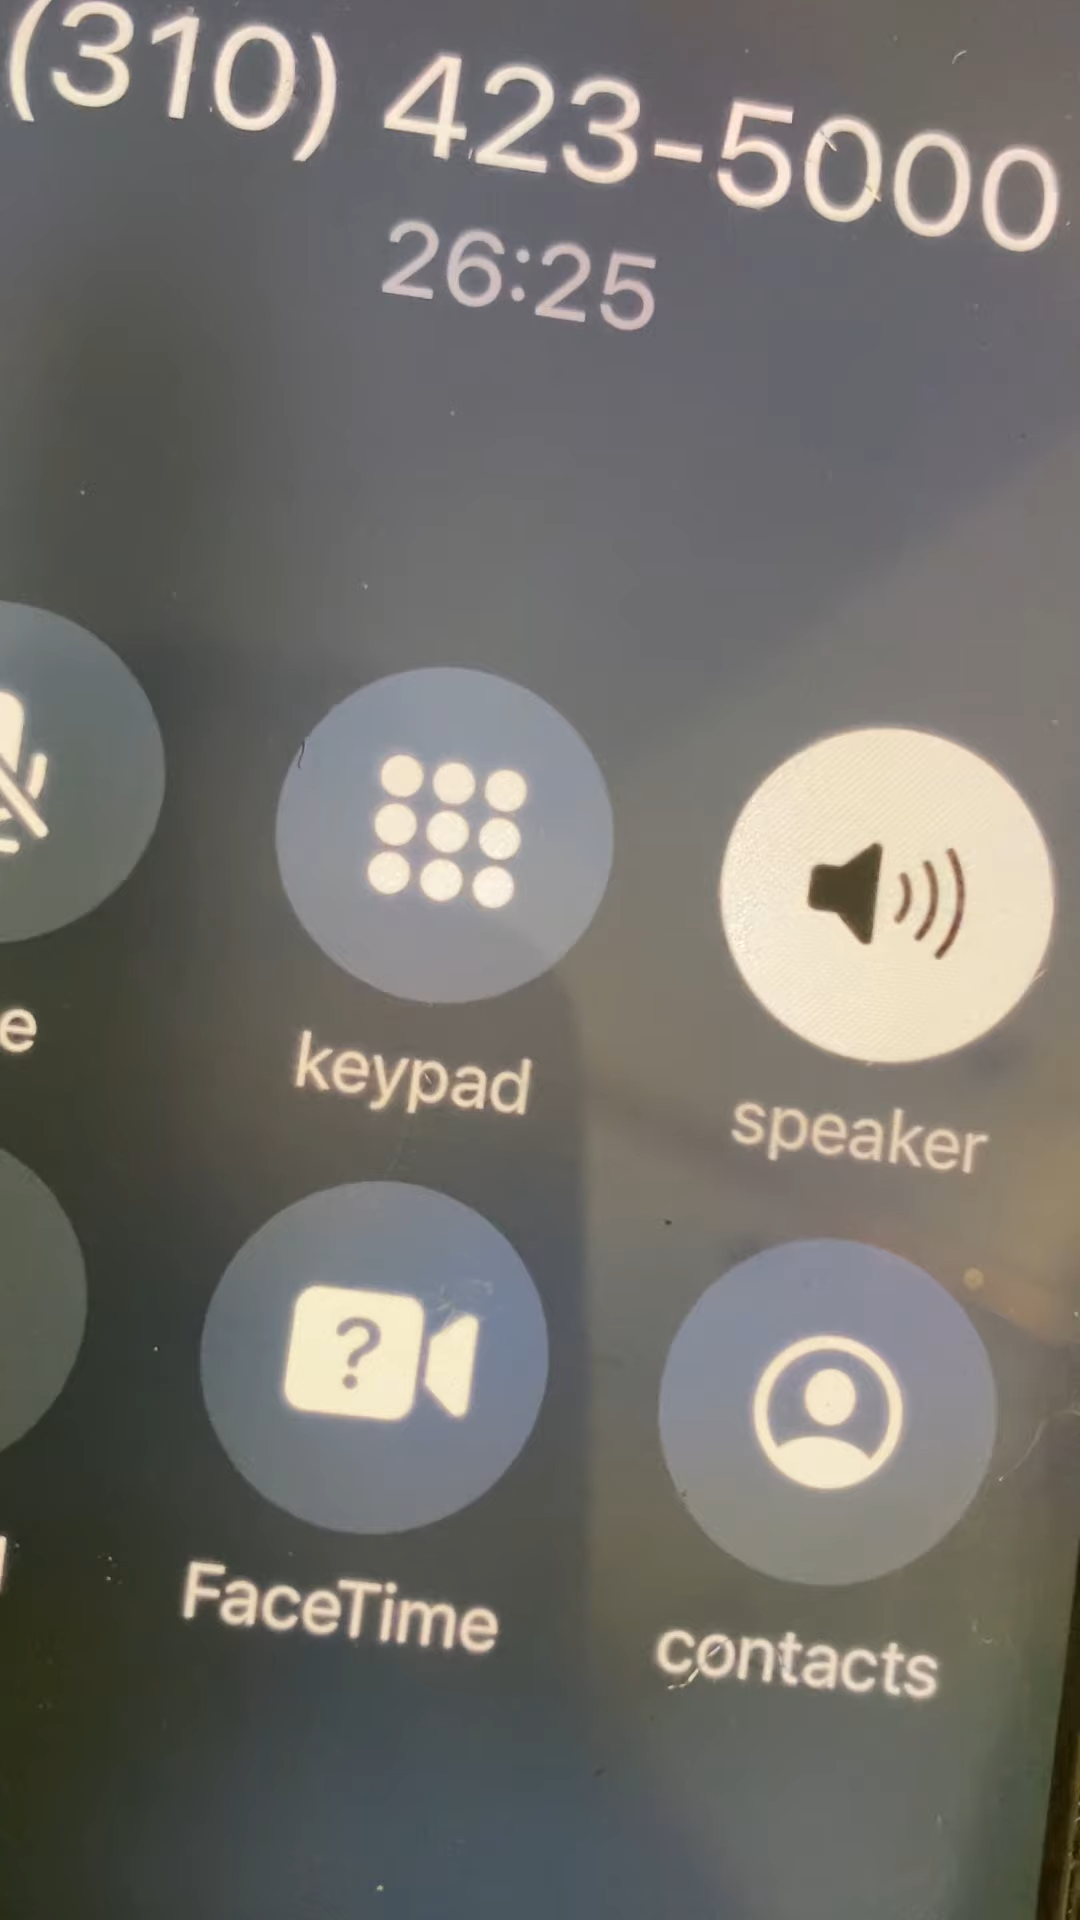 (310) 423-5000
26:25
e
keypad
speaker
?
FaceTime
contacts